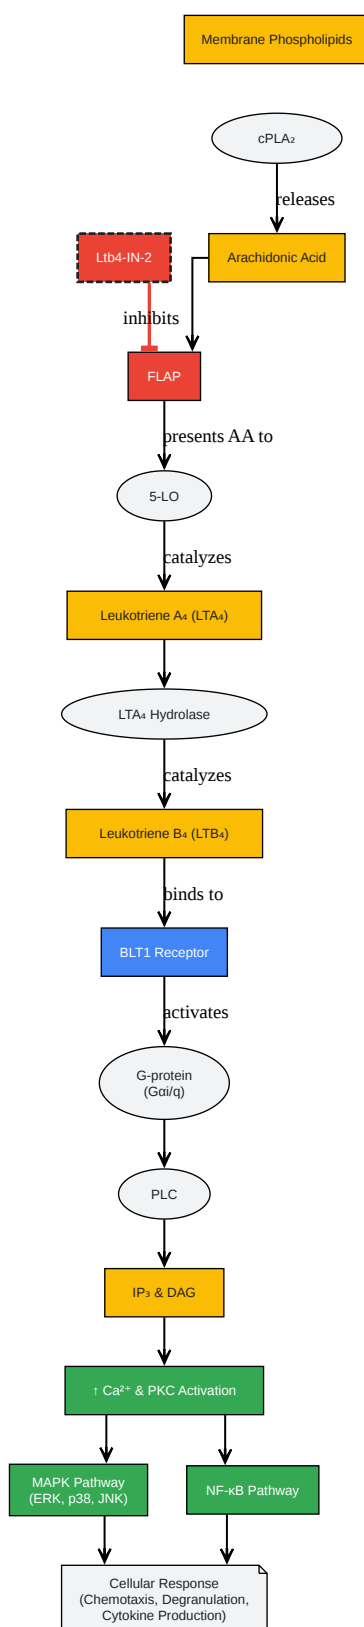 Membrane Phospholipids
cPLA₂
releases
Ltb4-IN-2
Arachidonic Acid
inhibits
FLAP
presents AA to
5-LO
catalyzes
Leukotriene A₄ (LTA₄)
LTA₄ Hydrolase
catalyzes
Leukotriene B₄ (LTB₄)
binds to
BLT1 Receptor
activates
G-protein
(Gαi/q)
PLC
IP₃ & DAG
↑ Ca²⁺ & PKC Activation
MAPK Pathway
(ERK, p38, JNK)
NF-κB Pathway
Cellular Response
(Chemotaxis, Degranulation,
Cytokine Production)